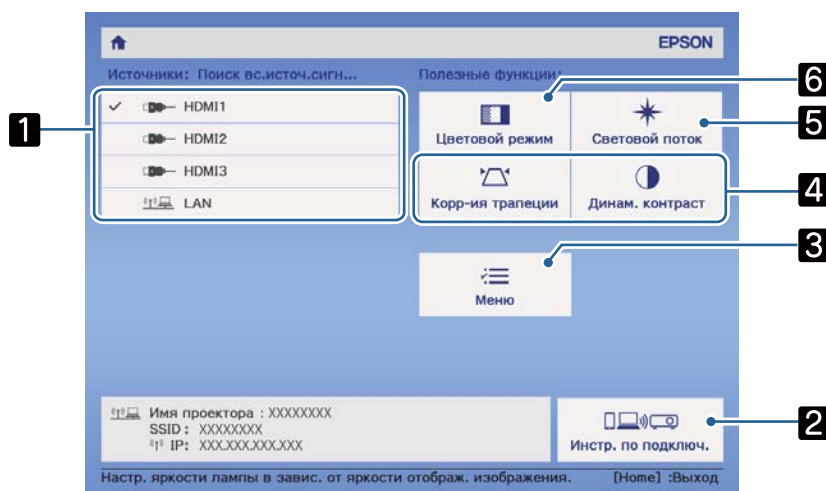 EPSON
Источники: Поиск вс.источ.сигн...
Полезные функции:
1
HDMI1
HDMI2
HDMI3
LAN
6
Цветовой режим
Световой поток
5
Корр-ия трапеции
Динам. контраст
4
3
Меню
Имя проектора : XXXXXXXX
SSID : XXXXXXXX
IP: XXX.XXX.XXX.XXX
2
Инстр. по подключ.
Настр. яркости лампы в завис. от яркости отображ. изображения.
[Home] :Выход